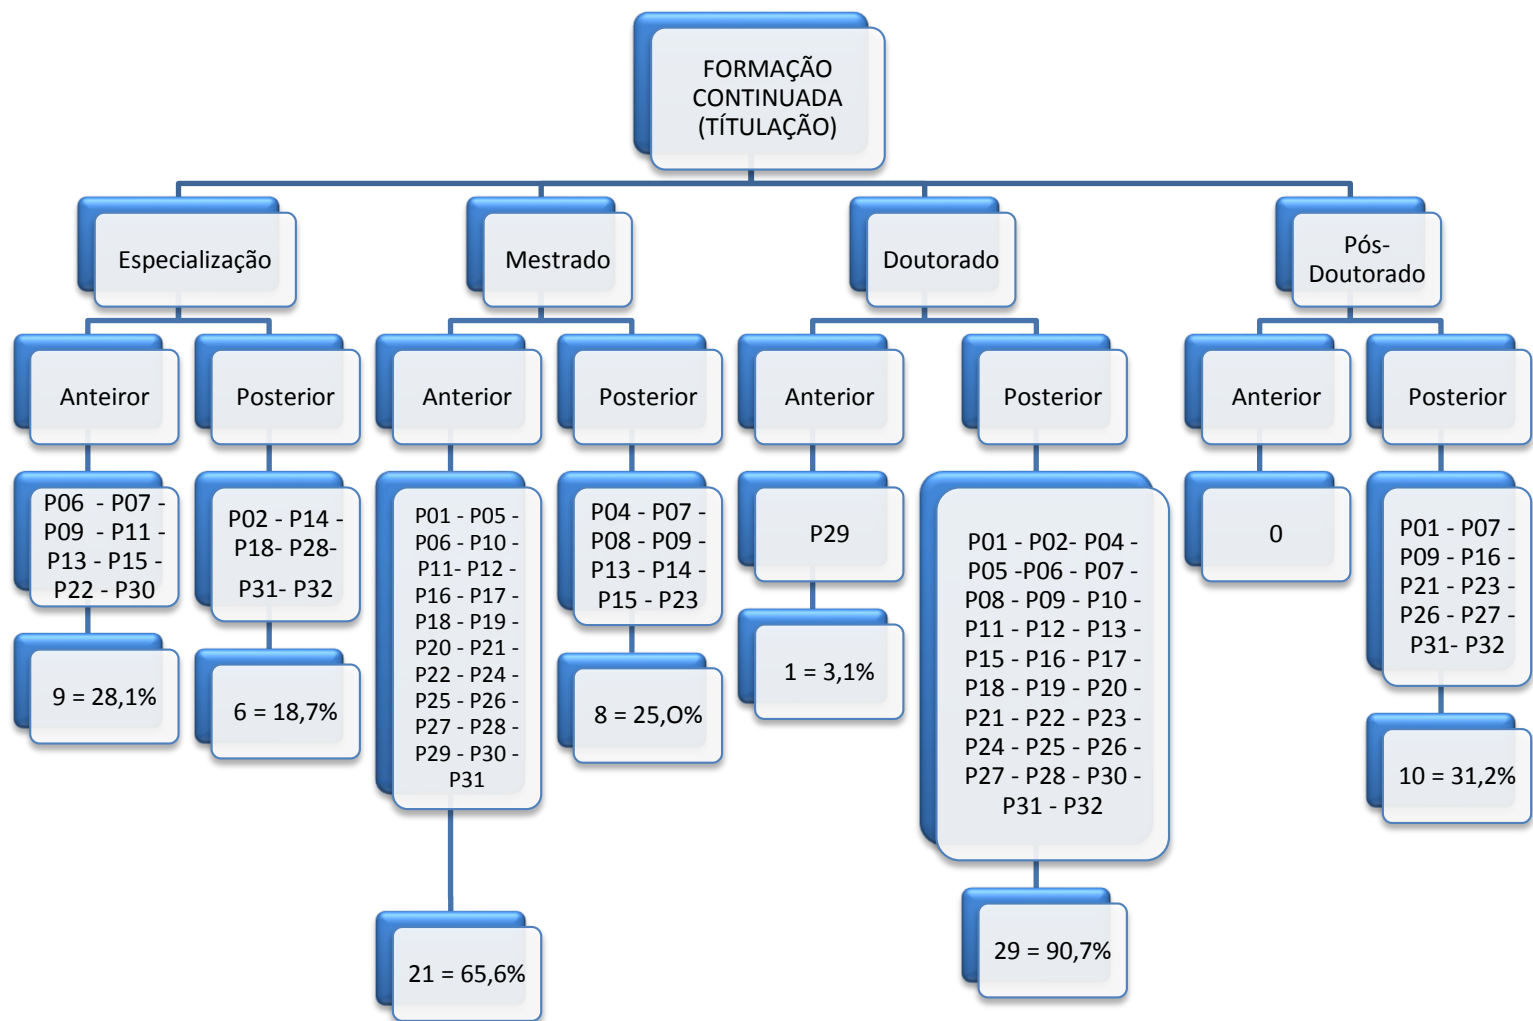 FORMAÇÃO
CONTINUADA
(TÍTULAÇÃO)
Especialização
Mestrado
Doutorado
Pós-
Doutorado
Anteiror
Posterior
Anterior
Posterior
Anterior
Posterior
Anterior
Posterior
P06 - P07 -
P09 - P11 -
P13 - P15 -
P22 - P30
9 = 28,1%
P02 - P14 -
P18- P28-
P31- P32
6 = 18,7%
P01 - P05 -
P06 - P10 -
P11- P12 -
P16 - P17 -
P18 - P19 -
P20 - P21 -
P22 - P24 -
P25 - P26 -
P27 - P28 -
P29 - P30 -
P31
21 = 65,6%
P04 - P07 -
P08 - P09 -
P13 - P14 -
P15 - P23
8 = 25,O%
P29
1 = 3,1%
P01 - P02- P04 -
P05 -P06 - P07 -
P08 - P09 - P10 -
P11 - P12 - P13 -
P15 - P16 - P17 -
P18 - P19 - P20 -
P21 - P22 - P23 -
P24 - P25 - P26 -
P27 - P28 - P30 -
P31 - P32
29 = 90,7%
0
P01 - P07 -
P09 - P16 -
P21 - P23 -
P26 - P27 -
P31- P32
10 = 31,2%